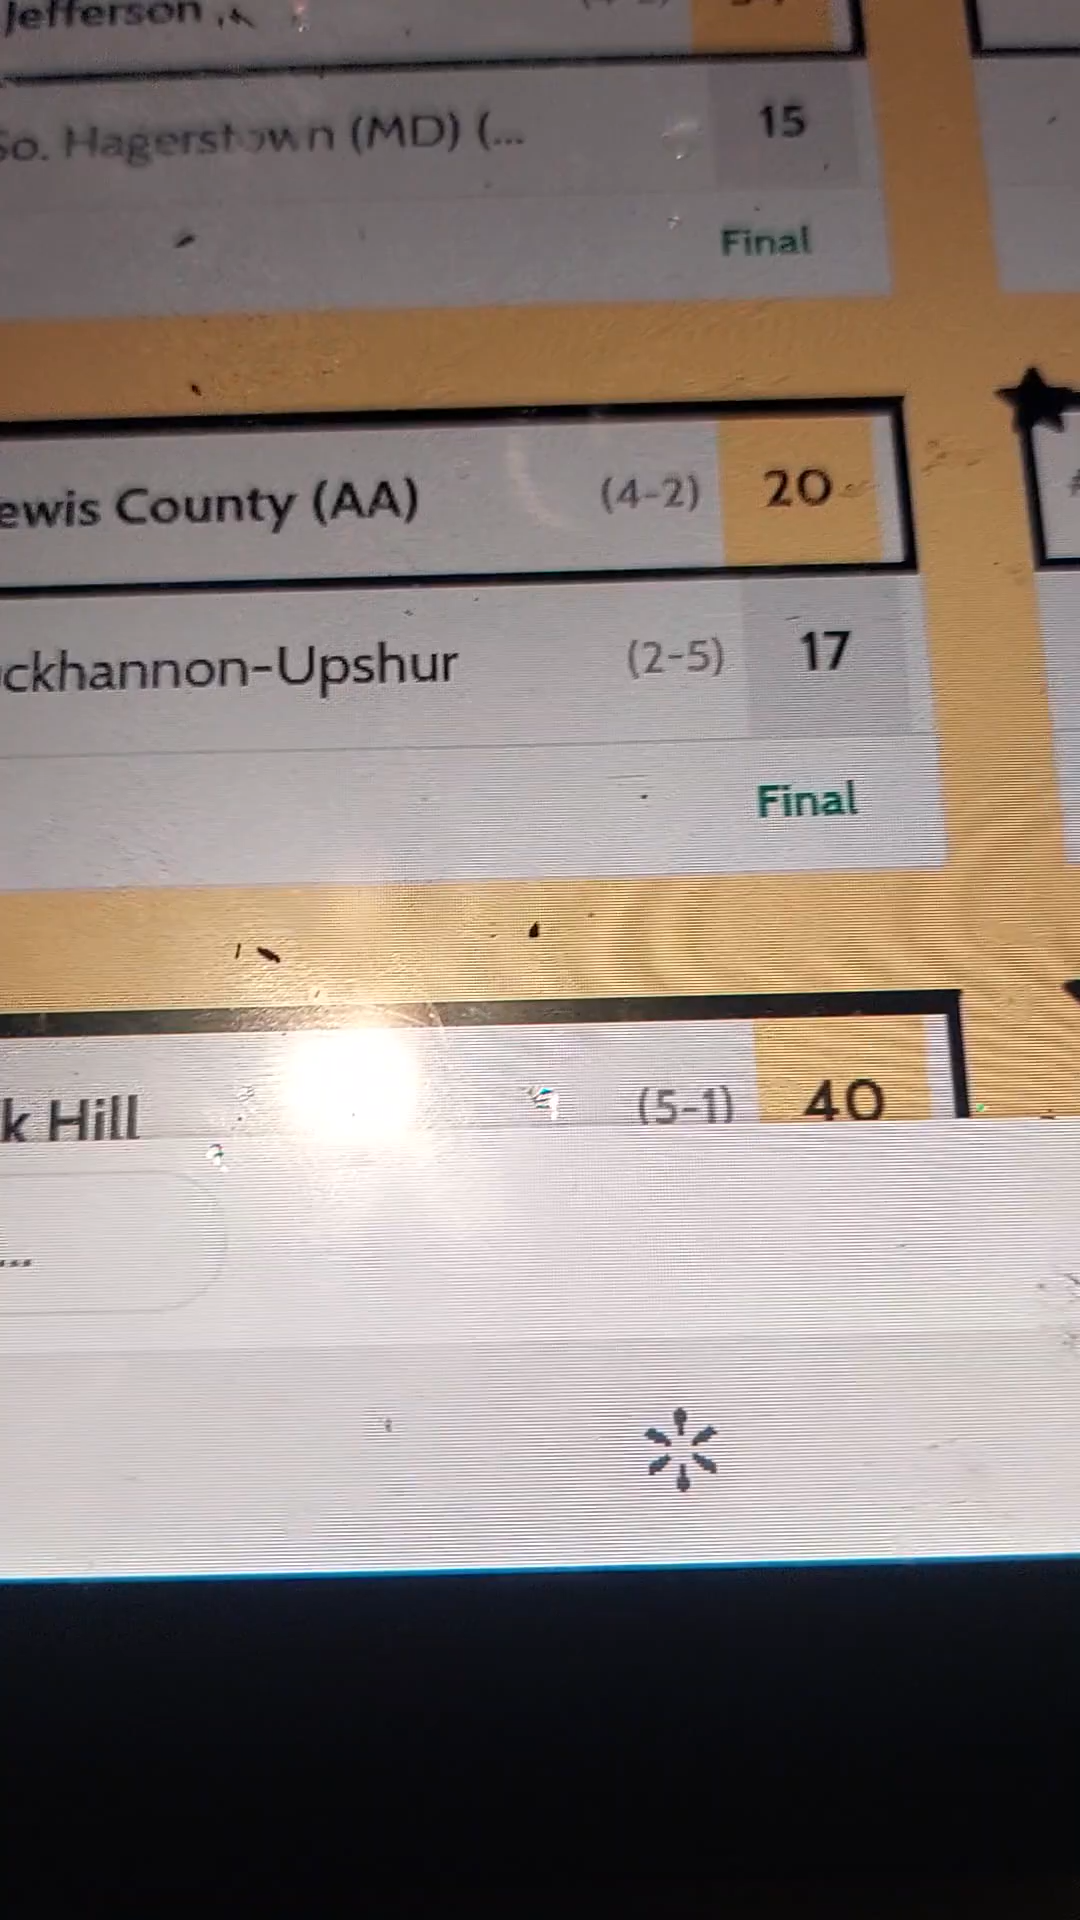 Jefferson
So. Hagerstown (MD) (... 15
Final
ewis County (AA) (4-2) 20
ckhannon-Upshur (2-5) 17
Final
k Hill (5-1) 40
...